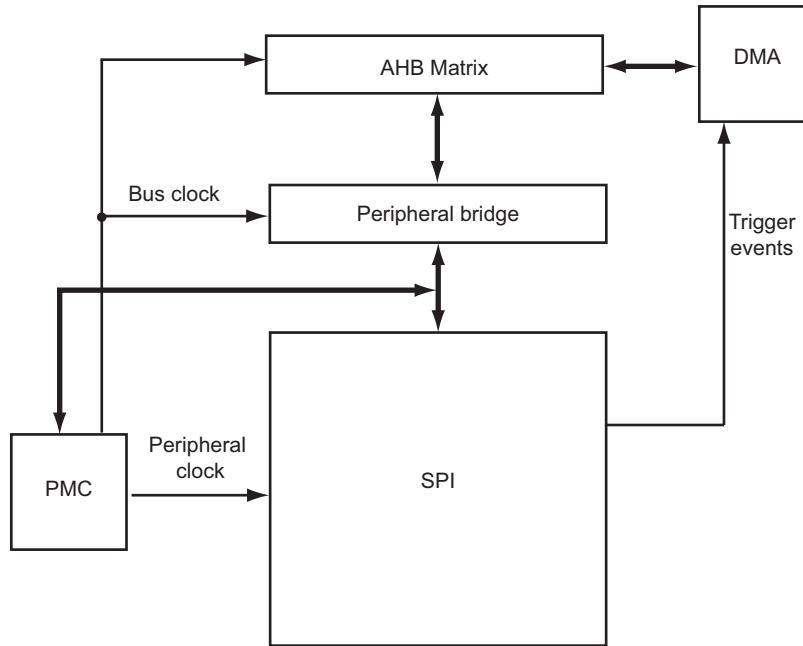 AHB Matrix
DMA
Bus clock
Peripheral bridge
Trigger
events
Peripheral
clock
PMC
SPI